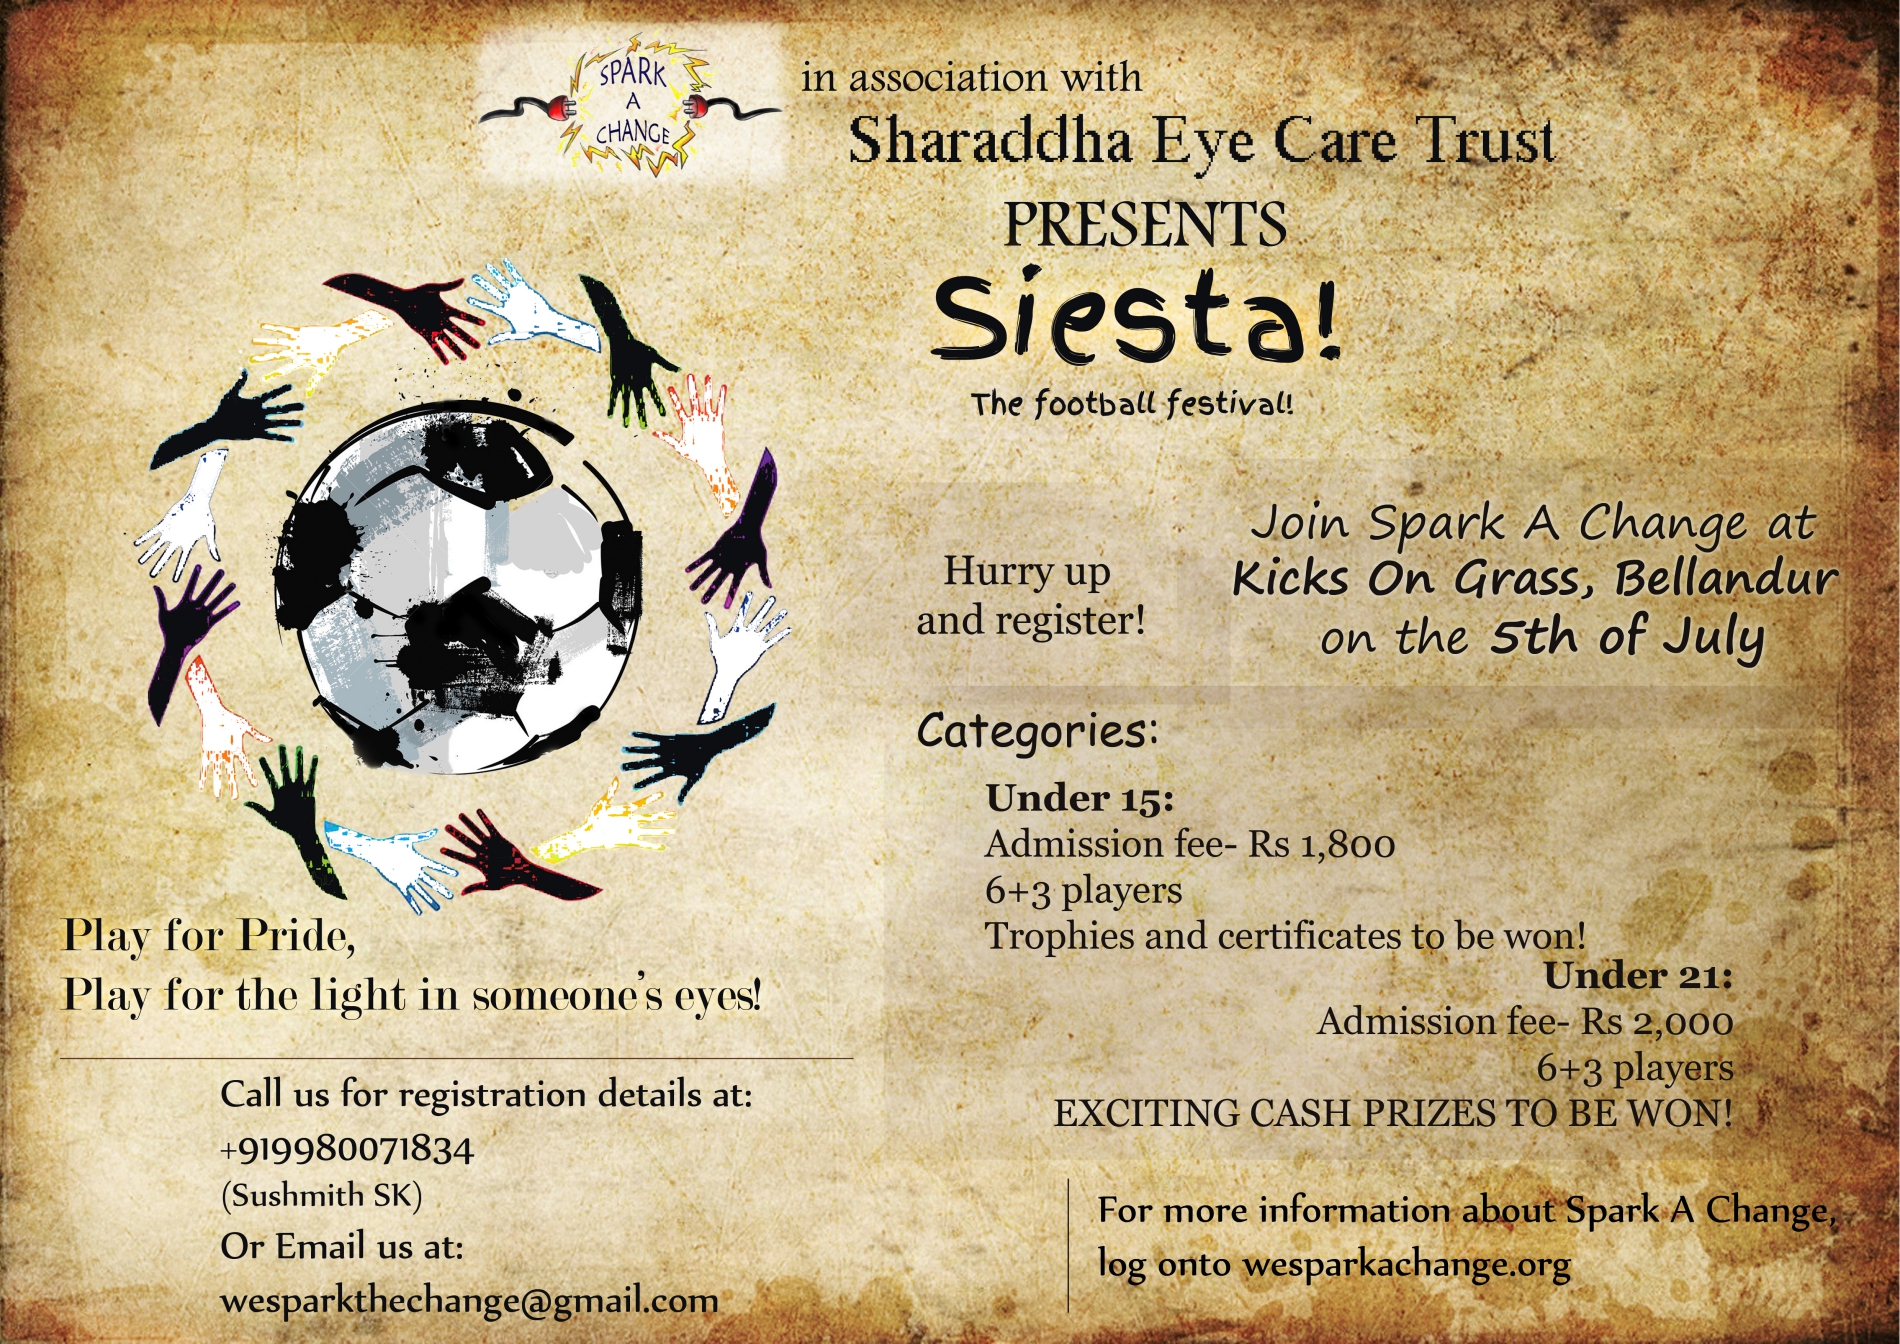 SPARK
A
CHANGE
in association with
Sharaddha Eye Care Trust
PRESENTS
Siesta!
The football festival!
Hurry up
and register!
Join Spark A Change at
Kicks On Grass, Bellandur
on the 5th of July
Categories:
Under 15:
Admission fee- Rs 1,800
6+3 players
Trophies and certificates to be won!
Under 21:
Admission fee- Rs 2,000
6+3 players
EXCITING CASH PRIZES TO BE WON!
Play for Pride,
Play for the light in someone's eyes!
Call us for registration details at:
+919980071834
(Sushmith SK)
Or Email us at:
wesparkthechange@gmail.com
For more information about Spark A Change,
log onto wesparkachange.org